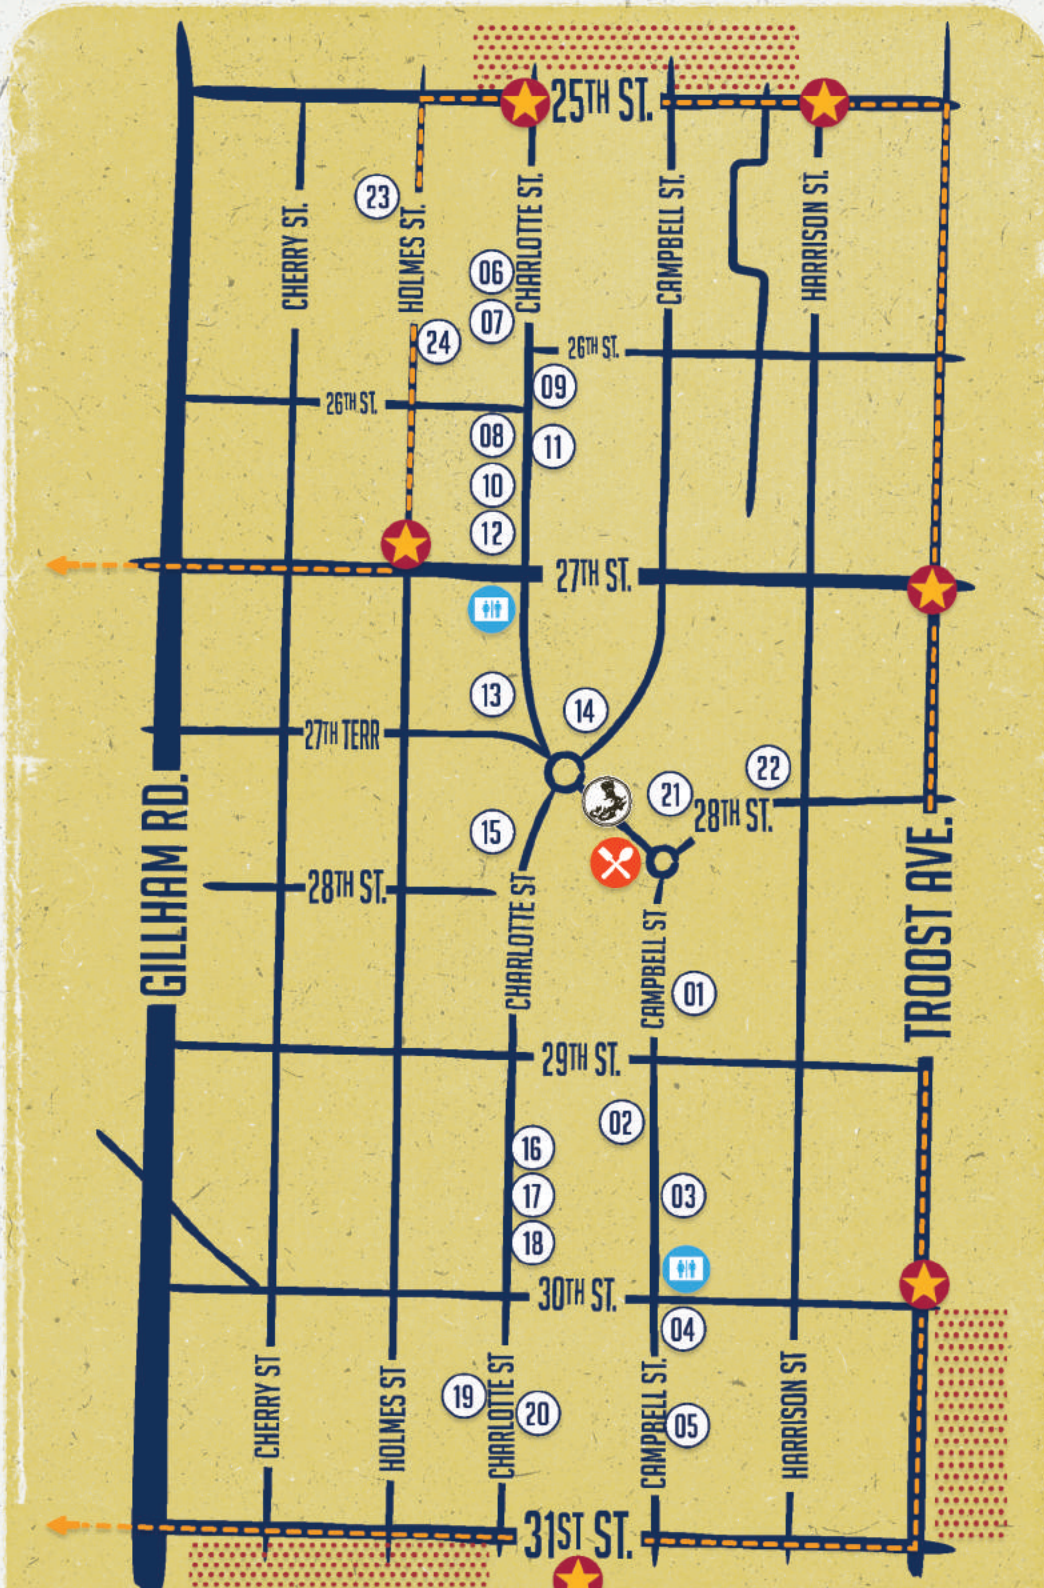 25TH ST.
CHERRY ST.
23
HOLMES ST.
CHARLOTTE ST.
CAMPBELL ST.
HARRISON ST.
06
07
24
26TH ST.
09
26TH ST.
08
11
10
12
27TH ST.
13
14
27TH TERR
22
21
28TH ST.
15
28TH ST.
GILLHAM RD.
TROOST AVE.
CHARLOTTE ST
CAMPBELL ST
01
29TH ST.
02
16
17
03
18
30TH ST.
04
CHERRY ST
HOLMES ST
19
CHARLOTTE ST
20
CAMPBELL ST.
05
HARRISON ST
31ST ST.